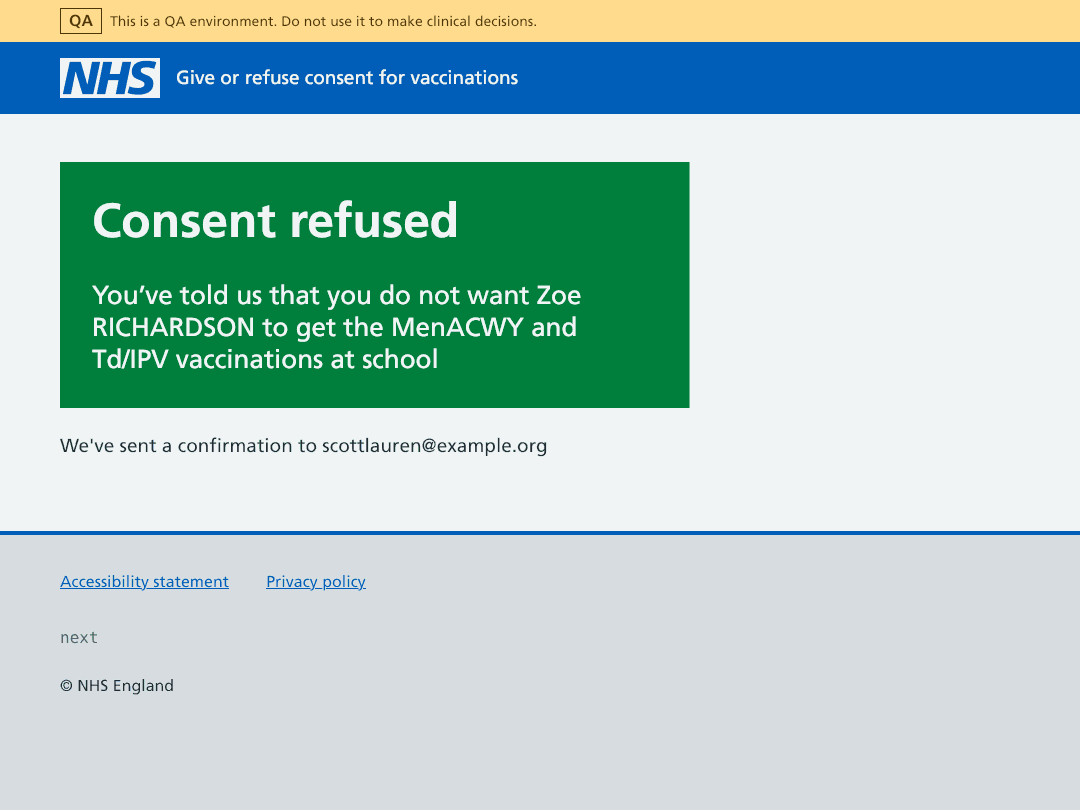 QA This is a QA environment. Do not use it to make clinical decisions.
NHS Give or refuse consent for vaccinations
Consent refused
You’ve told us that you do not want Zoe
RICHARDSON to get the MenACWY and
Td/IPV vaccinations at school
We've sent a confirmation to scottlauren@example.org
Accessibility statement Privacy policy
next
© NHS England